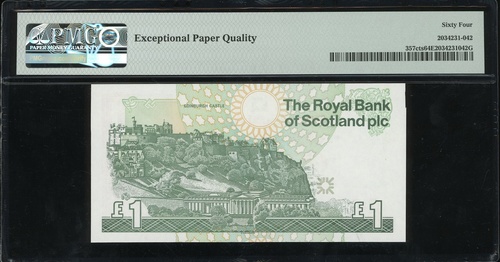 PMG
PAPER MONEY GUARANTY
Exceptional Paper Quality
Sixty Four
2034231-042
357cts64E2034231042G
EDINBURGH CASTLE
The Royal Bank
of Scotland plc
£1
£1